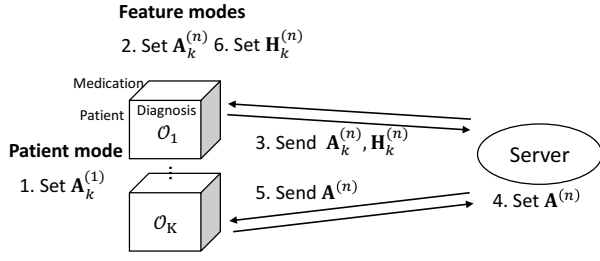 Feature modes
2. Set A_k^(n) 6. Set H_k^(n)
Medication
Patient
Diagnosis
O_1
Patient mode
1. Set A_k^(1)
⋮
O_K
3. Send A_k^(n), H_k^(n)
5. Send A^(n)
Server
4. Set A^(n)